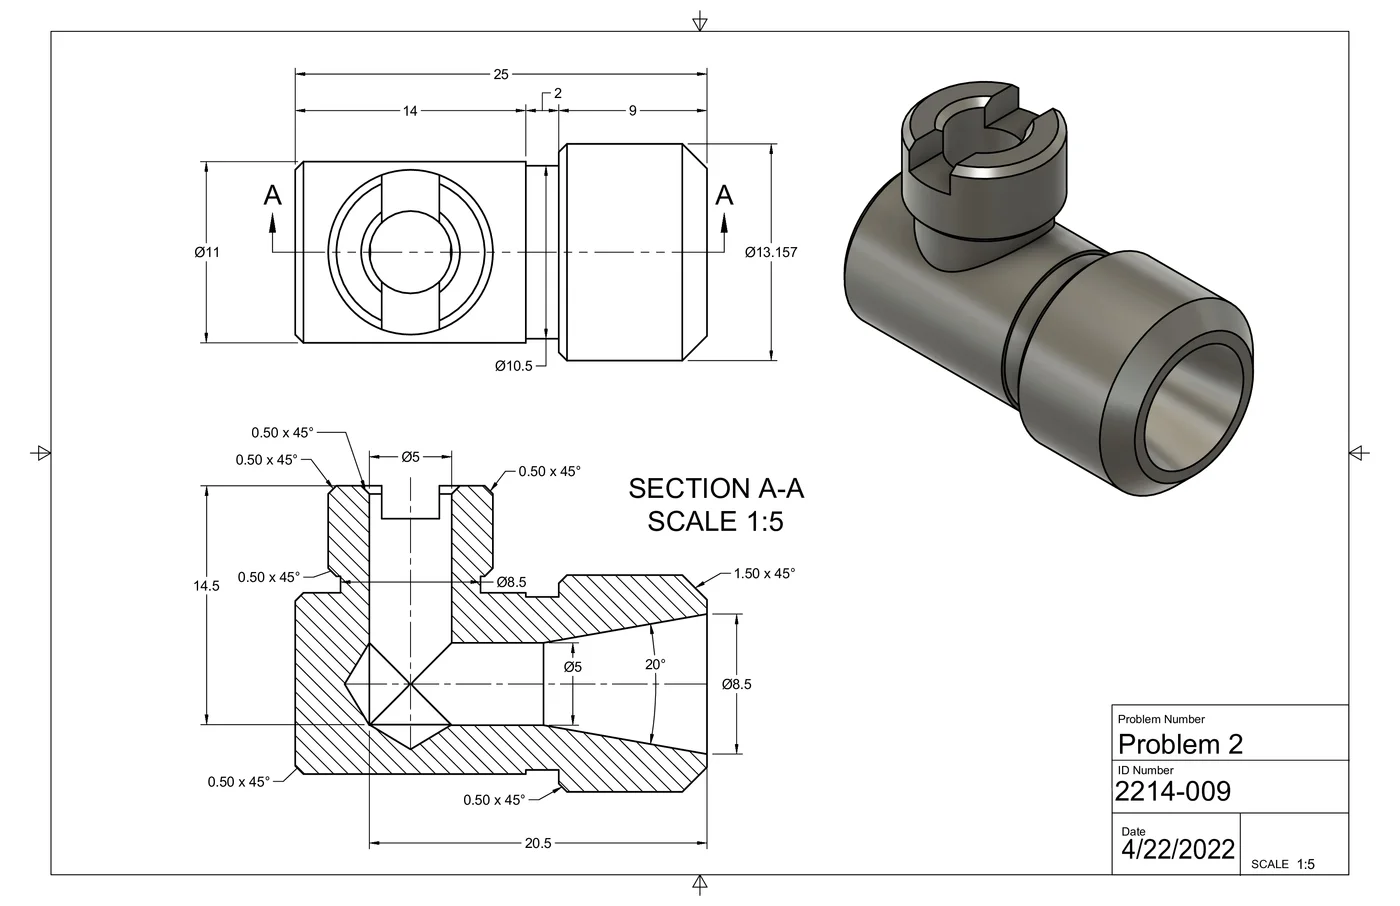 25
2
14
9
A
A
Ø11
Ø13.157
Ø10.5
0.50 x 45°
Ø5
0.50 x 45°
0.50 x 45°
SECTION A-A
SCALE 1:5
0.50 x 45°
Ø8.5
1.50 x 45°
14.5
Ø5
20°
Ø8.5
0.50 x 45°
0.50 x 45°
20.5
Problem Number
Problem 2
ID Number
2214-009
Date
4/22/2022
SCALE 1:5